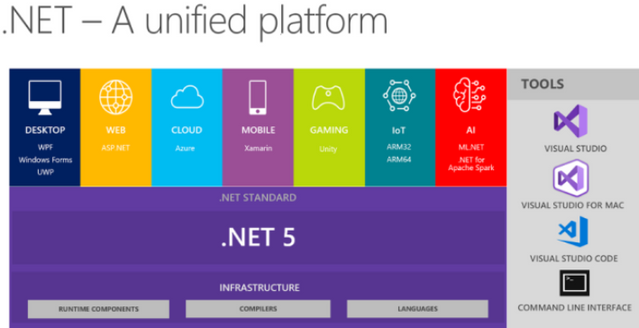 .NET – A unified platform
DESKTOP
WPF
Windows Forms
UWP
WEB
ASP.NET
CLOUD
Azure
MOBILE
Xamarin
GAMING
Unity
IoT
ARM32
ARM64
AI
ML.NET
.NET for
Apache Spark
.NET STANDARD
.NET 5
INFRASTRUCTURE
RUNTIME COMPONENTS
COMPILERS
LANGUAGES
TOOLS
VISUAL STUDIO
VISUAL STUDIO FOR MAC
VISUAL STUDIO CODE
COMMAND LINE INTERFACE